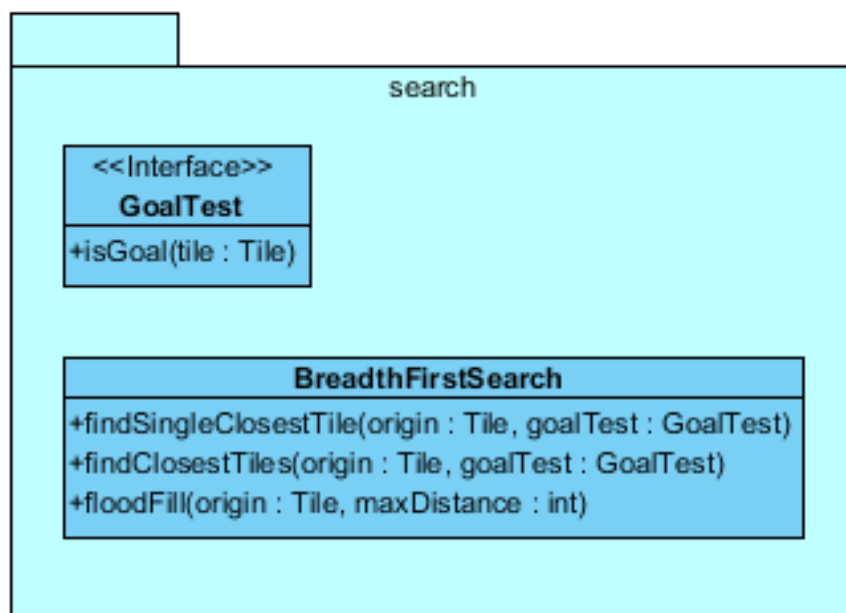 search
<<Interface>>
GoalTest
+isGoal(tile : Tile)
BreadthFirstSearch
+findSingleClosestTile(origin : Tile, goalTest : GoalTest)
+findClosestTiles(origin : Tile, goalTest : GoalTest)
+floodFill(origin : Tile, maxDistance : int)